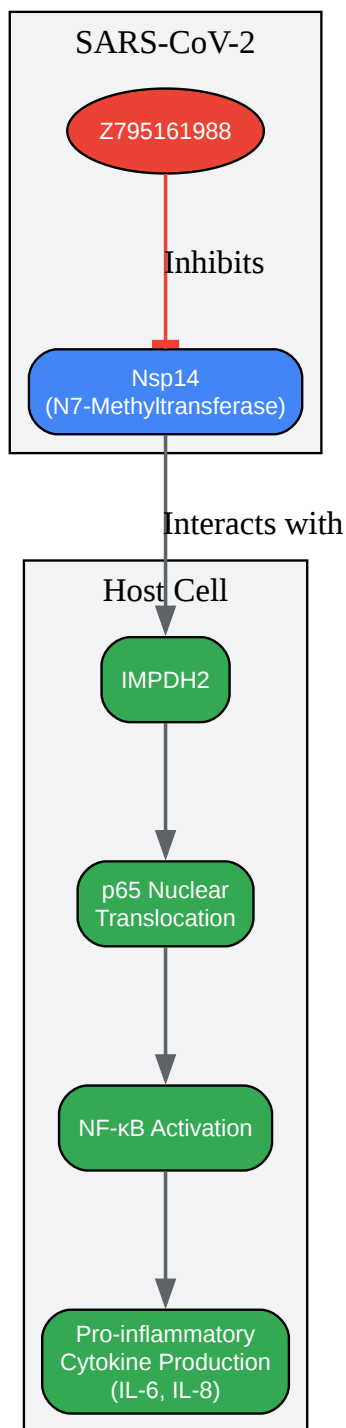 SARS-CoV-2
Z795161988
Inhibits
Nsp14
(N7-Methyltransferase)
Interacts with
Host Cell
IMPDH2
p65 Nuclear
Translocation
NF-κB Activation
Pro-inflammatory
Cytokine Production
(IL-6, IL-8)